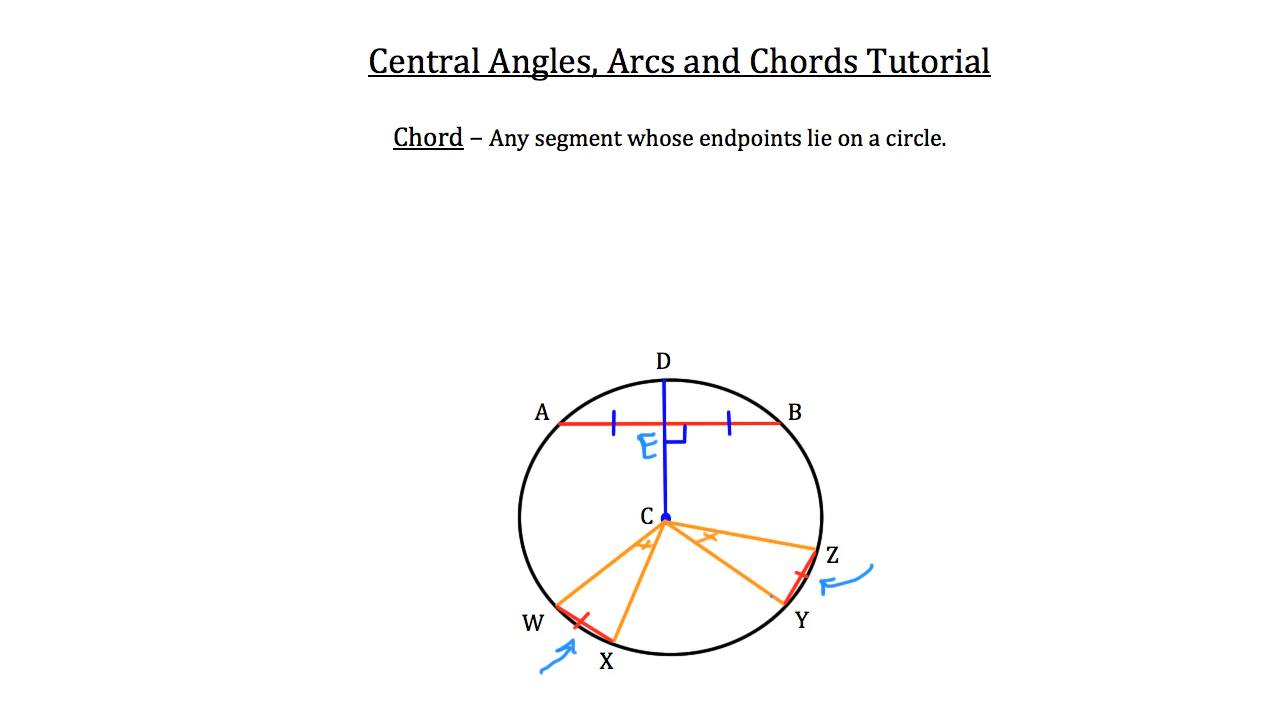 Central Angles, Arcs and Chords Tutorial
Chord – Any segment whose endpoints lie on a circle.
D
A
B
E
C
Z
W
Y
X